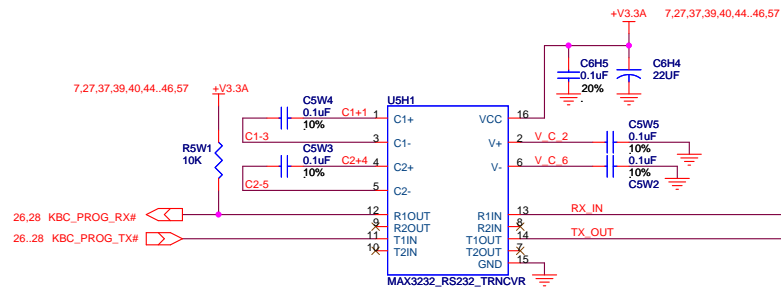 +V3.3A 7,27,37,39,40,44..46,57
C6H5 C6H4
0.1uF 22UF
20%
7,27,37,39,40,44..46,57 +V3.3A
U5H1
C5W4
0.1uF C1+1 1 C1+ VCC 16
10%
C5W5
0.1uF
10%
C1-3 3 C1- V+ 2 V_C_2
R5W1
10K
C5W3
0.1uF C2+4 4 C2+ V- 6 V_C_6
10%
0.1uF
10%
C5W2
C2-5 5 C2-
26,28 KBC_PROG_RX# 12 R1OUT R1IN 13 RX_IN
9 R2OUT R2IN 8
26..28 KBC_PROG_TX# 11 T1IN T1OUT 14 TX_OUT
10 T2IN T2OUT 7
GND 15
MAX3232_RS232_TRNCVR